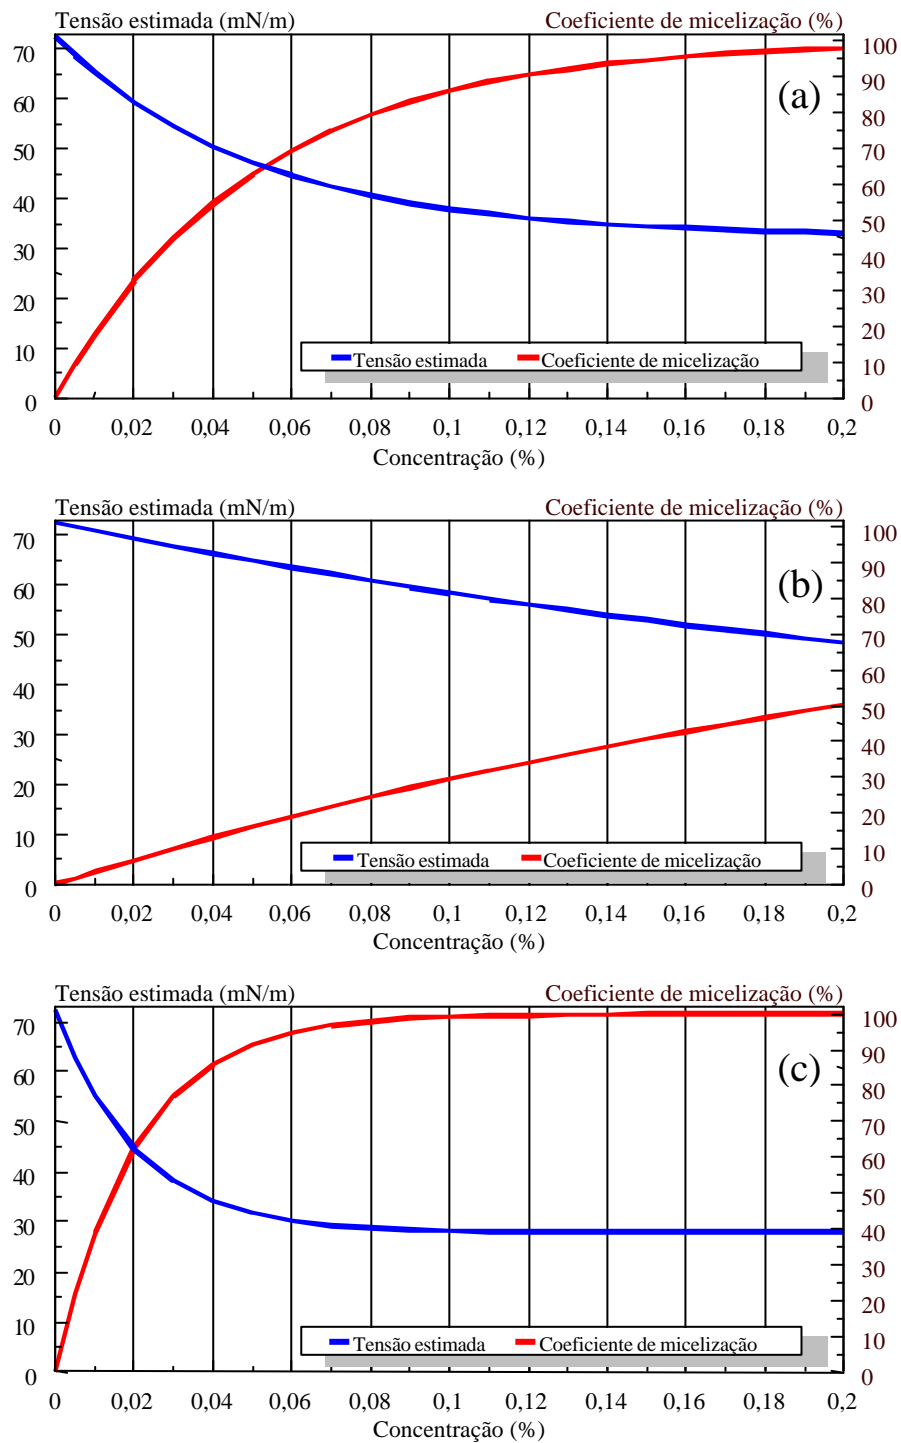 Tensão estimada (mN/m) Coeficiente de micelização (%)
70 100
60 90
50 80
40 70
30 60
20 50
10 40
0 30
20
10
0
(a)
Tensão estimada Coeficiente de micelização
0 0,02 0,04 0,06 0,08 0,1 0,12 0,14 0,16 0,18 0,2
Concentração (%)
Tensão estimada (mN/m) Coeficiente de micelização (%)
70 100
60 90
50 80
40 70
30 60
20 50
10 40
0 30
20
10
0
(b)
Tensão estimada Coeficiente de micelização
0 0,02 0,04 0,06 0,08 0,1 0,12 0,14 0,16 0,18 0,2
Concentração (%)
Tensão estimada (mN/m) Coeficiente de micelização (%)
70 100
60 90
50 80
40 70
30 60
20 50
10 40
0 30
20
10
0
(c)
Tensão estimada Coeficiente de micelização
0 0,02 0,04 0,06 0,08 0,1 0,12 0,14 0,16 0,18 0,2
Concentração (%)